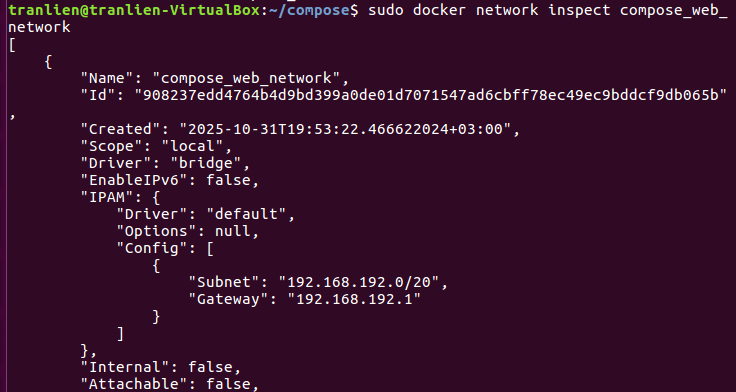 tranlien@tranlien-VirtualBox:~/compose$ sudo docker network inspect compose_web_
network
[
    {
        "Name": "compose_web_network",
        "Id": "908237edd4764b4d9bd399a0de01d7071547ad6cbff78ec49ec9bddcf9db065b"
,
        "Created": "2025-10-31T19:53:22.466622024+03:00",
        "Scope": "local",
        "Driver": "bridge",
        "EnableIPv6": false,
        "IPAM": {
            "Driver": "default",
            "Options": null,
            "Config": [
                {
                    "Subnet": "192.168.192.0/20",
                    "Gateway": "192.168.192.1"
                }
            ]
        },
        "Internal": false,
        "Attachable": false,